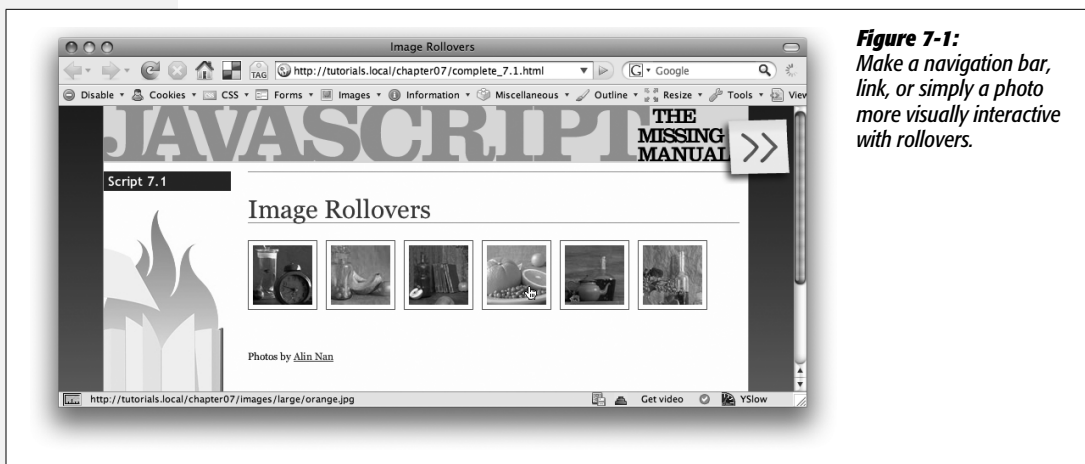 Image Rollovers
TAG
http://tutorials.local/chapter07/complete_7.1.html
G
Google
Disable
Cookies
CSS
Forms
Images
Information
Miscellaneous
Outline
Resize
Tools
View
JAVASCRIPT
THE
MISSING
MANUAL
Script 7.1
Image Rollovers
Photos by Alin Nan
http://tutorials.local/chapter07/images/large/orange.jpg
Get video
YSlow
Figure 7-1:
Make a navigation bar,
link, or simply a photo
more visually interactive
with rollovers.